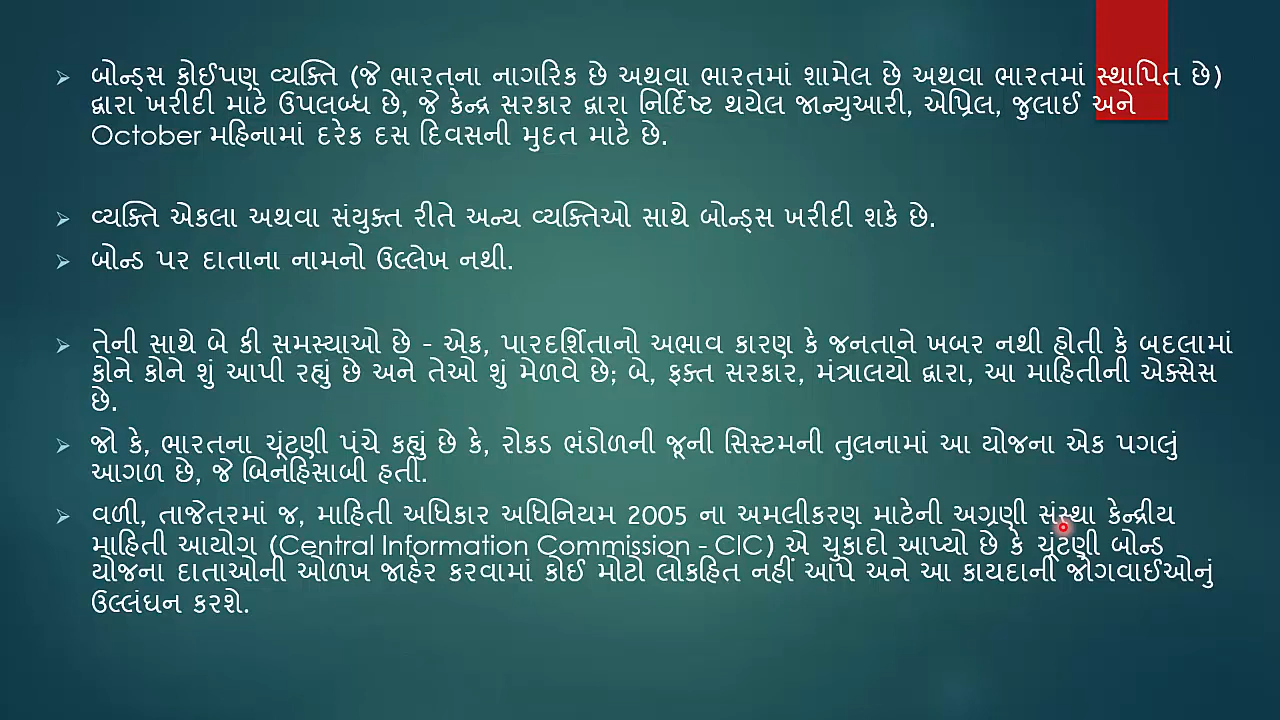 બોન્ડ્સ કોઈપણ વ્યક્તિ (જે ભારતના નાગરિક છે અથવા ભારતમાં શામેલ છે અથવા ભારતમાં સ્થાપિત છે)
દ્વારા ખરીદી માટે ઉપલબ્ધ છે, જે કેન્દ્ર સરકાર દ્વારા નિર્દિષ્ટ થયેલ જાન્યુઆરી, એપ્રિલ, જુલાઈ અને
October મહિનામાં દરેક દસ દિવસની મુદત માટે છે.
વ્યક્તિ એકલા અથવા સંયુક્ત રીતે અન્ય વ્યક્તિઓ સાથે બોન્ડ્સ ખરીદી શકે છે.
બોન્ડ પર દાતાના નામનો ઉલ્લેખ નથી.
તેની સાથે બે કી સમસ્યાઓ છે - એક, પારદર્શિતાનો અભાવ કારણ કે જનતાને ખબર નથી હોતી કે બદલામાં
કોને કોને શું આપી રહ્યું છે અને તેઓ શું મેળવે છે; બે, ફક્ત સરકાર, મંત્રાલયો દ્વારા, આ માહિતીની એક્સેસ
છે.
જો કે, ભારતના ચૂંટણી પંચે કહ્યું છે કે, રોકડ ભંડોળની જૂની સિસ્ટમની તુલનામાં આ યોજના એક પગલું
આગળ છે, જે બિનહિસાબી હતી.
વળી, તાજેતરમાં જ, માહિતી અધિકાર અધિનિયમ 2005 ના અમલીકરણ માટેની અગ્રણી સંસ્થા કેન્દ્રીય
માહિતી આયોગ (Central Information Commission - CIC) એ ચુકાદો આપ્યો છે કે ચૂંટણી બોન્ડ
યોજના દાતાઓની ઓળખ જાહેર કરવામાં કોઈ મોટો લોકહિત નહીં આપે અને આ કાયદાની જોગવાઈઓનું
ઉલ્લંઘન કરશે.